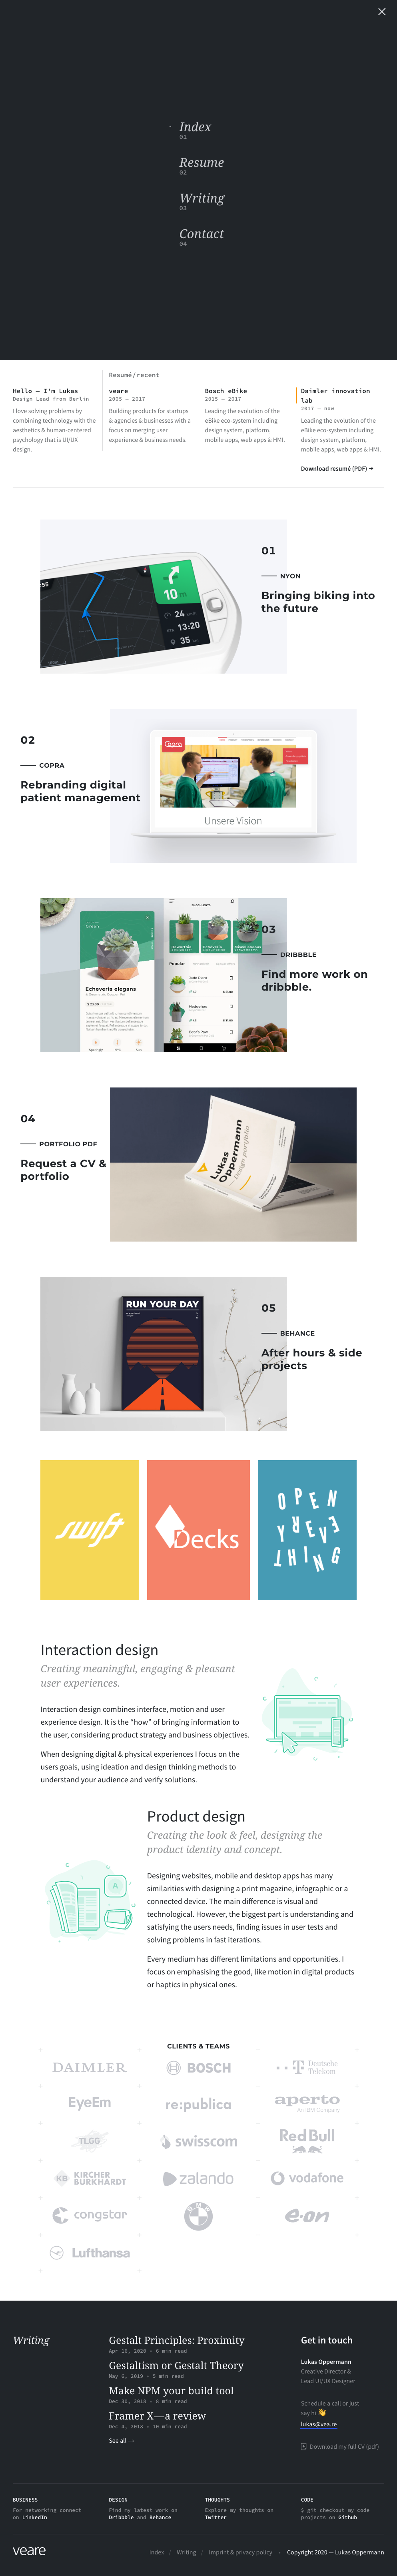 Index
01
Resume
02
Writing
03
Contact
04
Resumé/recent
Hello — I'm Lukas
Design Lead from Berlin
I love solving problems by
combining technology with the
aesthetics & human-centered
psychology that is UI/UX
design.
veare
2005 — 2017
Building products for startups
& agencies & businesses with a
focus on merging user
experience & business needs.
Bosch eBike
2015 — 2017
Leading the evolution of the
eBike eco-system including
design system, platform,
mobile apps, web apps & HMI.
Daimler innovation
lab
2017 — now
Leading the evolution of the
eBike eco-system including
design system, platform,
mobile apps, web apps & HMI.
Download resumé (PDF) →
10
24
13:20
35
01
NYON
Bringing biking into
the future
02
COPRA
Rebranding digital
patient management
Copra
Unsere Vision
Echeveria elegans
Popular
03
DRIBBBLE
Find more work on
dribbble.
04
PORTFOLIO PDF
Request a CV &
portfolio
Lukas
Oppermann
Design portfolio
RUN YOUR DAY
05
BEHANCE
After hours & side
projects
swift
Decks
OPEN
EVERY
THING
Interaction design
Creating meaningful, engaging & pleasant
user experiences.
Interaction design combines interface, motion and user
experience design. It is the “how” of bringing information to
the user, considering product strategy and business objectives.
When designing digital & physical experiences I focus on the
users goals, using ideation and design thinking methods to
understand your audience and verify solutions.
Product design
Creating the look & feel, designing the
product identity and concept.
Designing websites, mobile and desktop apps has many
similarities with designing a print magazine, infographic or a
connected device. The main difference is visual and
technological. However, the biggest part is understanding and
satisfying the users needs, finding issues in user tests and
solving problems in fast iterations.
Every medium has different limitations and opportunities. I
focus on emphasising the good, like motion in digital products
or haptics in physical ones.
A
CLIENTS & TEAMS
DAIMLER
BOSCH
Deutsche
Telekom
EyeEm
re:publica
aperto
An IBM Company
TLGG
swisscom
Red Bull
KB KIRCHER
BURKHARDT
zalando
vodafone
congstar
BMW
e·on
Lufthansa
Writing
Gestalt Principles: Proximity
Apr 16, 2020 · 6 min read
Gestaltism or Gestalt Theory
May 6, 2019 · 5 min read
Make NPM your build tool
Dec 30, 2018 · 8 min read
Framer X—a review
Dec 4, 2018 · 10 min read
See all →
Get in touch
Lukas Oppermann
Creative Director &
Lead UI/UX Designer
Schedule a call or just
say hi 👋
lukas@vea.re
Download my full CV (pdf)
BUSINESS
For networking connect
on LinkedIn
DESIGN
Find my latest work on
Dribbble and Behance
THOUGHTS
Explore my thoughts on
Twitter
CODE
$ git checkout my code
projects on Github
veare
Index / Writing / Imprint & privacy policy · Copyright 2020 — Lukas Oppermann